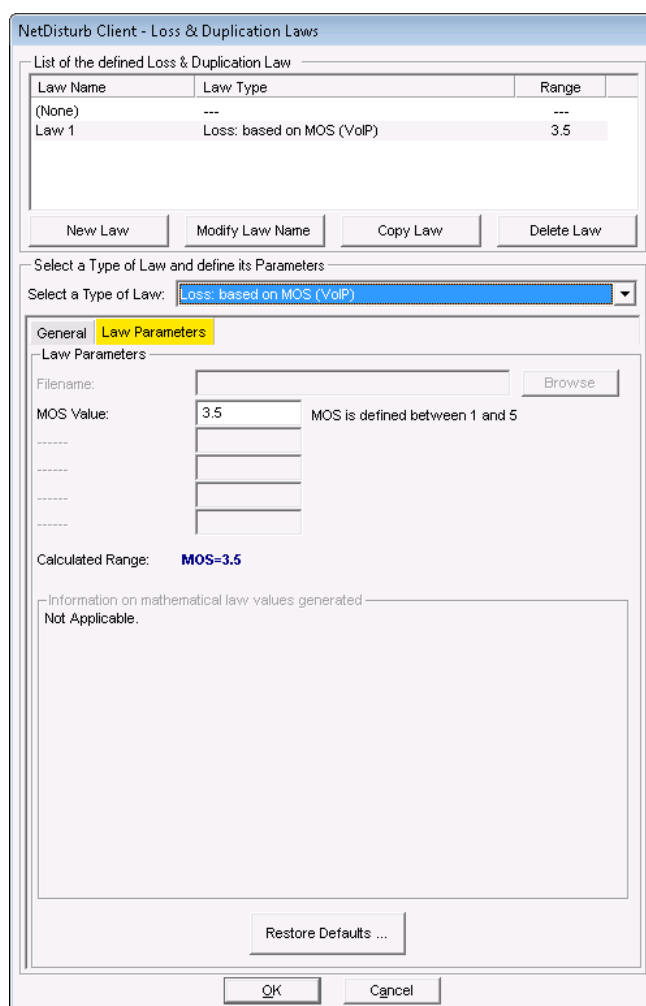 NetDisturb Client - Loss & Duplication Laws
List of the defined Loss & Duplication Law
Law Name Law Type Range
(None) --- ---
Law 1 Loss: based on MOS (VoIP) 3.5
New Law Modify Law Name Copy Law Delete Law
Select a Type of Law and define its Parameters
Select a Type of Law: Loss: based on MOS (VoIP)
General Law Parameters
Law Parameters
Filename: Browse
MOS Value: 3.5 MOS is defined between 1 and 5
------
------
------
------
Calculated Range: MOS=3.5
Information on mathematical law values generated
Not Applicable.
Restore Defaults ...
OK Cancel